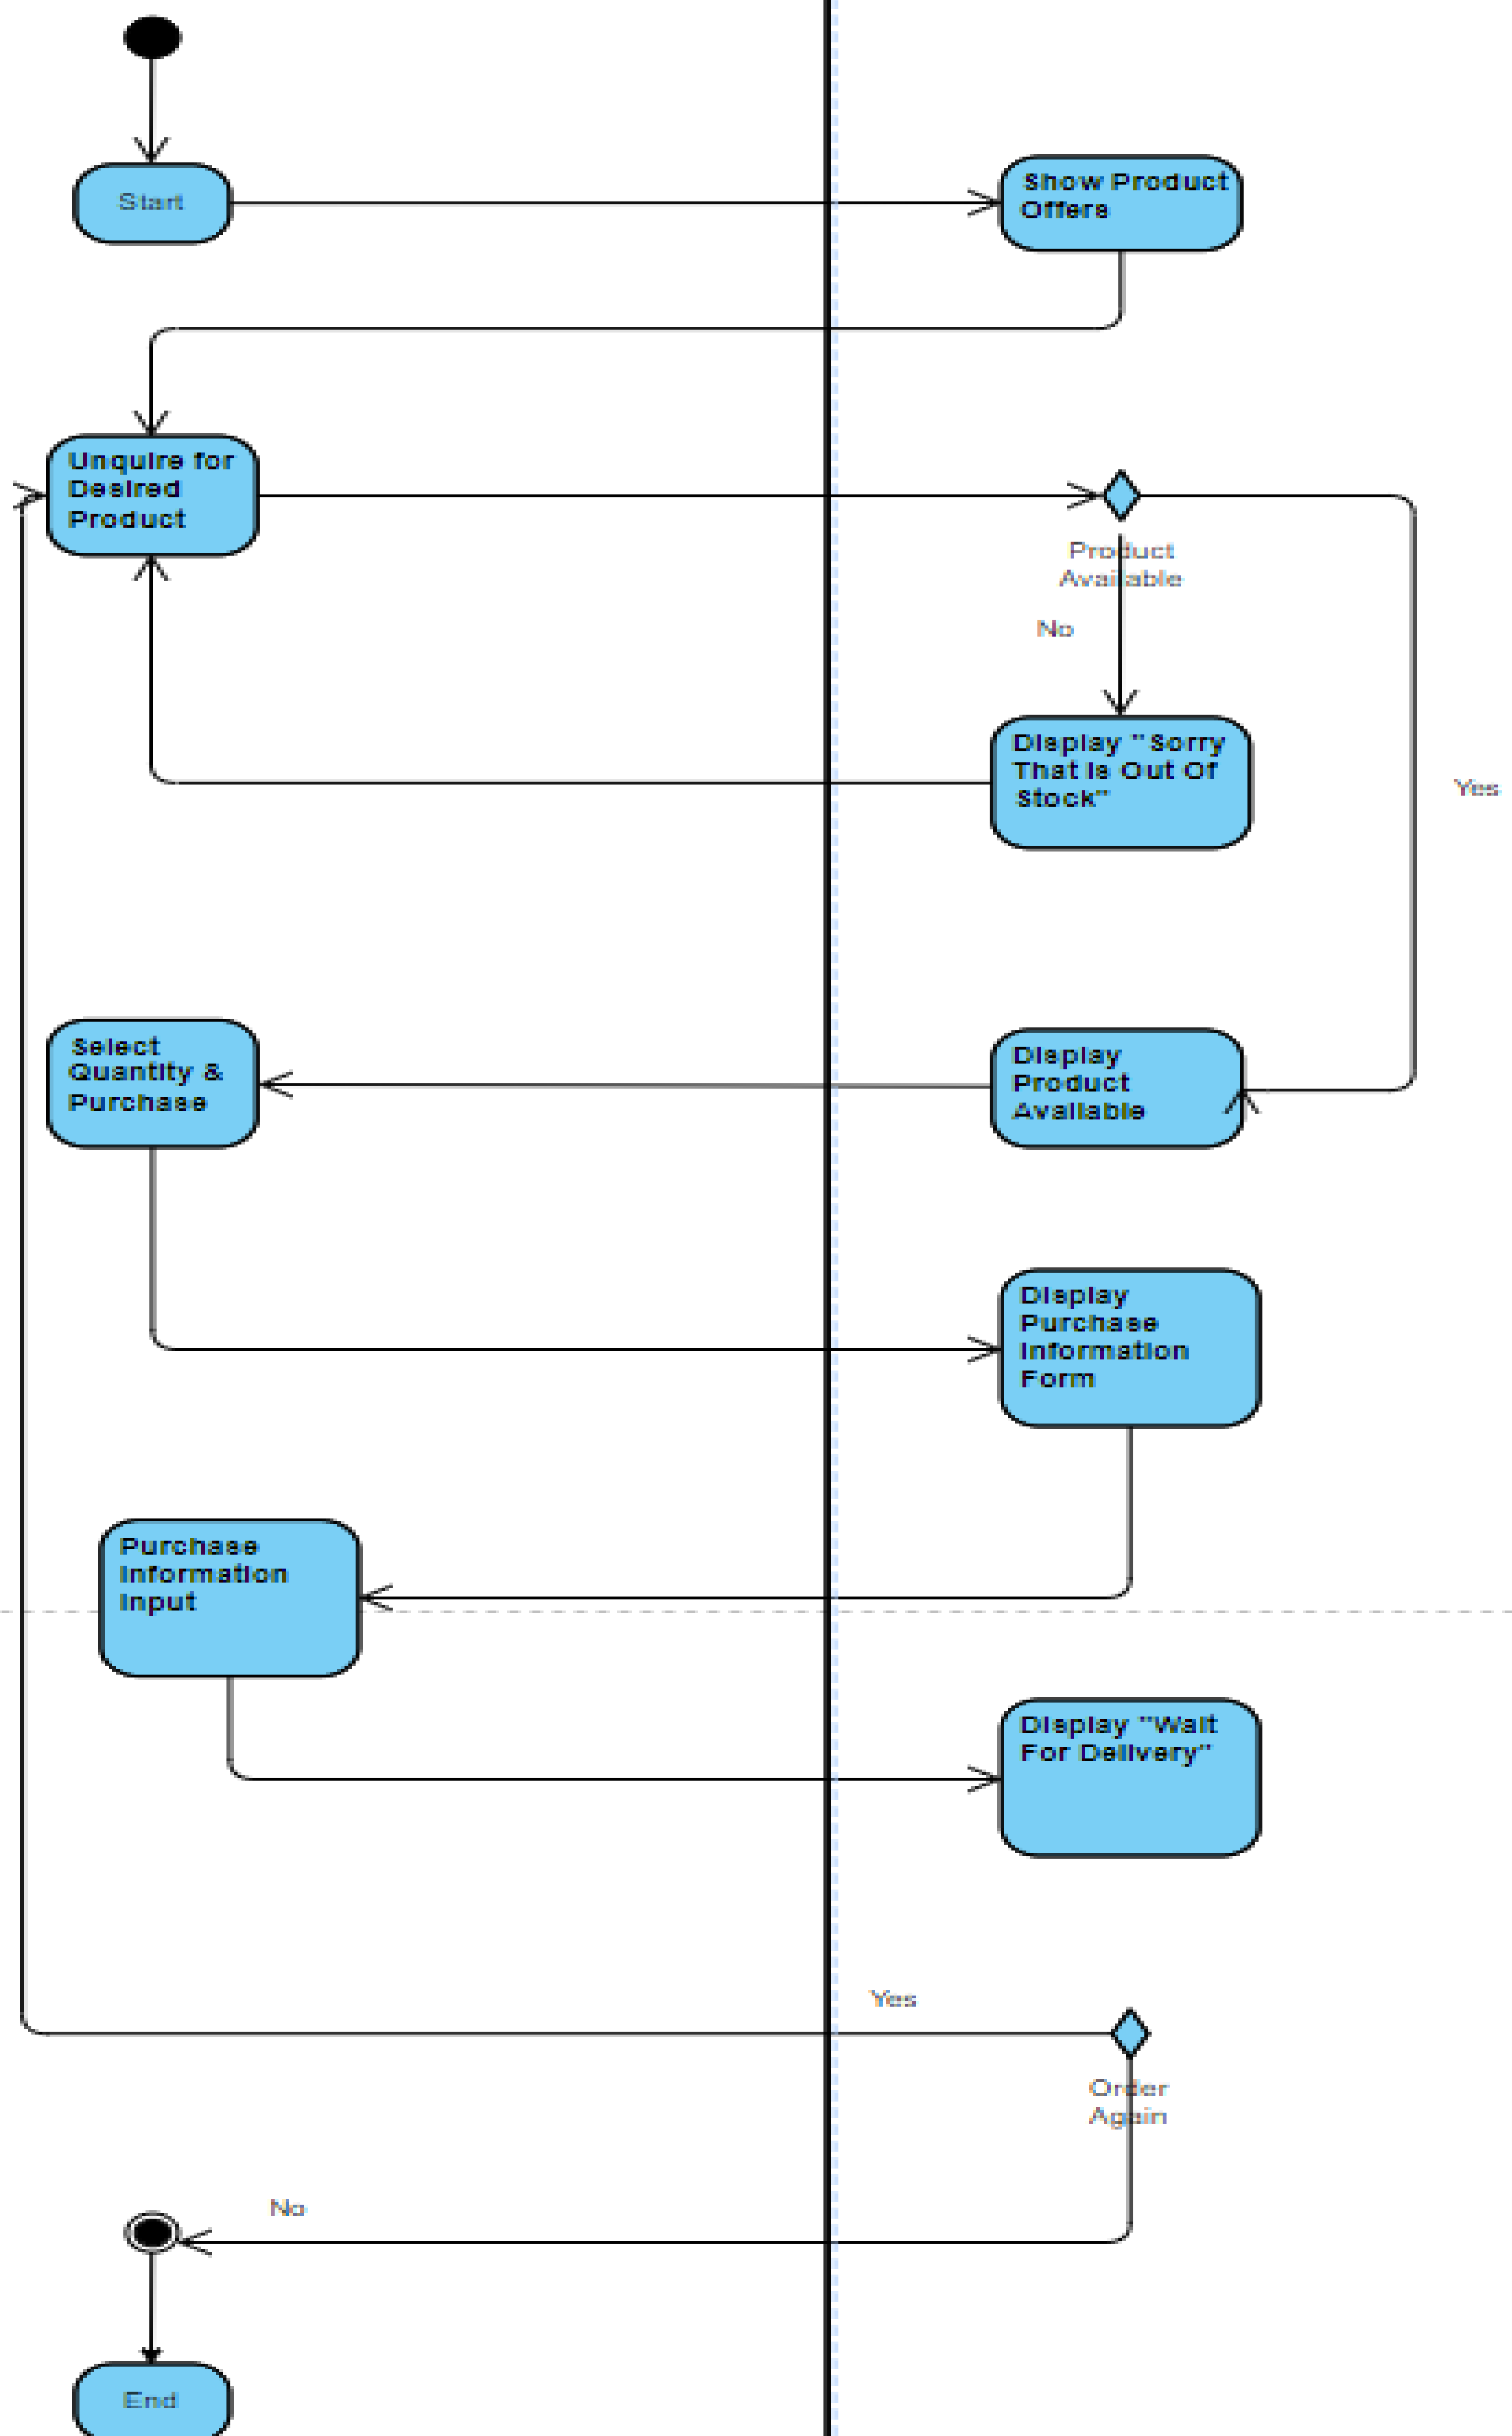 Start
Show Product
Offers
Unquire for
Desired
Product
Product
Available
No
Display "Sorry
That is Out Of
Stock"
Yes
Select
Quantity &
Purchase
Display
Product
Available
Display
Purchase
Information
Form
Purchase
Information
Input
Display "Wait
For Delivery"
Yes
Order
Again
No
End